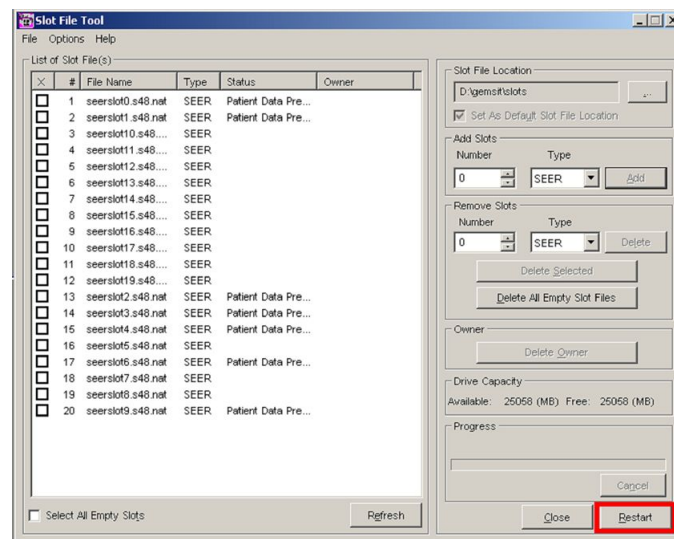 Slot File Tool
File Options Help
List of Slot File(s)
X # File Name Type Status Owner
1 seerslot0.s48.nat SEER Patient Data Pre...
2 seerslot1.s48.nat SEER Patient Data Pre...
3 seerslot10.s48.... SEER
4 seerslot11.s48.... SEER
5 seerslot12.s48.... SEER
6 seerslot13.s48.... SEER
7 seerslot14.s48.... SEER
8 seerslot15.s48.... SEER
9 seerslot16.s48.... SEER
10 seerslot17.s48.... SEER
11 seerslot18.s48.... SEER
12 seerslot19.s48.... SEER
13 seerslot2.s48.nat SEER Patient Data Pre...
14 seerslot3.s48.nat SEER Patient Data Pre...
15 seerslot4.s48.nat SEER Patient Data Pre...
16 seerslot5.s48.nat SEER
17 seerslot6.s48.nat SEER Patient Data Pre...
18 seerslot7.s48.nat SEER
19 seerslot8.s48.nat SEER
20 seerslot9.s48.nat SEER Patient Data Pre...
Select All Empty Slots
Refresh
Slot File Location
D:\gemsit\slots ...
Set As Default Slot File Location
Add Slots
Number Type
0 SEER Add
Remove Slots
Number Type
0 SEER Delete
Delete Selected
Delete All Empty Slot Files
Owner
Delete Owner
Drive Capacity
Available: 25058 (MB) Free: 25058 (MB)
Progress
Cancel
Close Restart